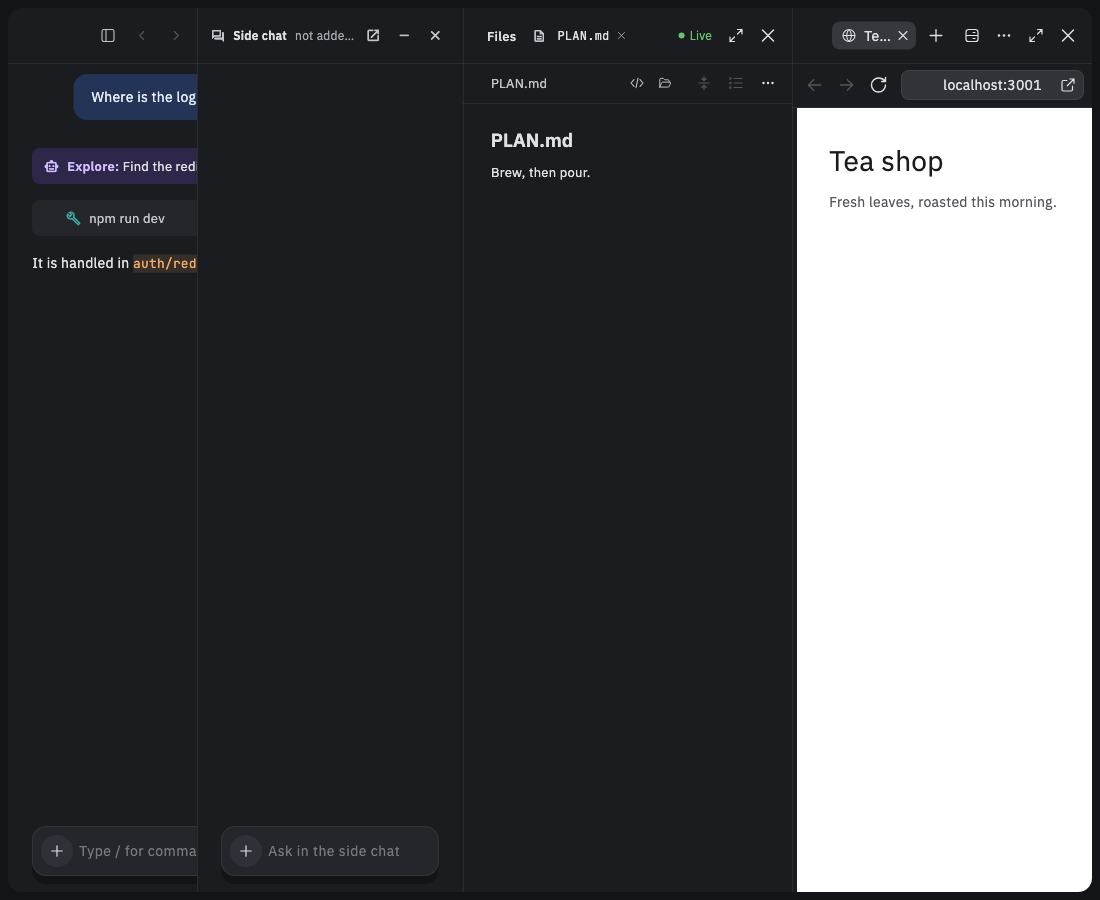 Side chat not adde...
Files PLAN.md Live
Te...
PLAN.md
localhost:3001
Where is the log
Explore: Find the redi
npm run dev
It is handled in auth/red
PLAN.md
Brew, then pour.
Tea shop
Fresh leaves, roasted this morning.
Type / for comma
Ask in the side chat